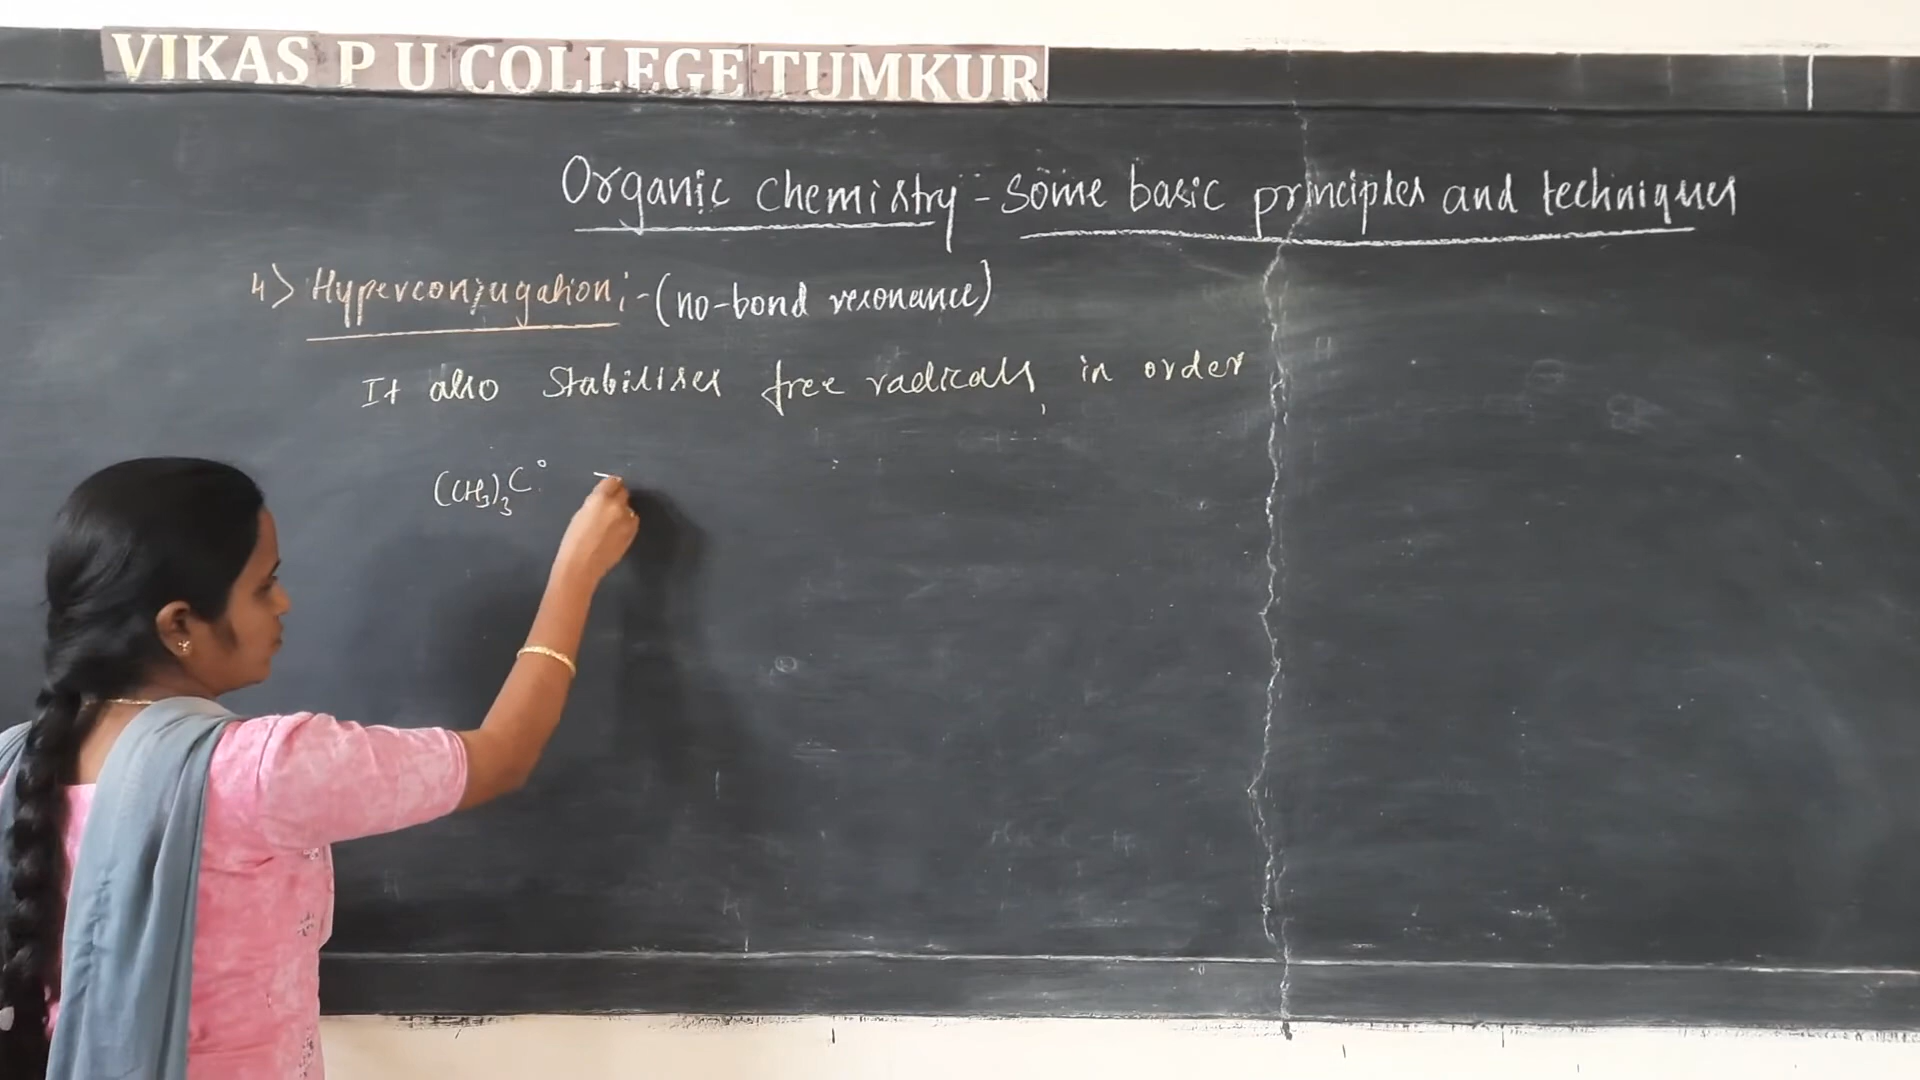 VIKAS P U COLLEGE TUMKUR
Organic chemistry - Some basic principles and techniques
4> Hyperconjugation :- (no-bond resonance)
It also stabilises free radicals, in order
(CH₃)₃C°